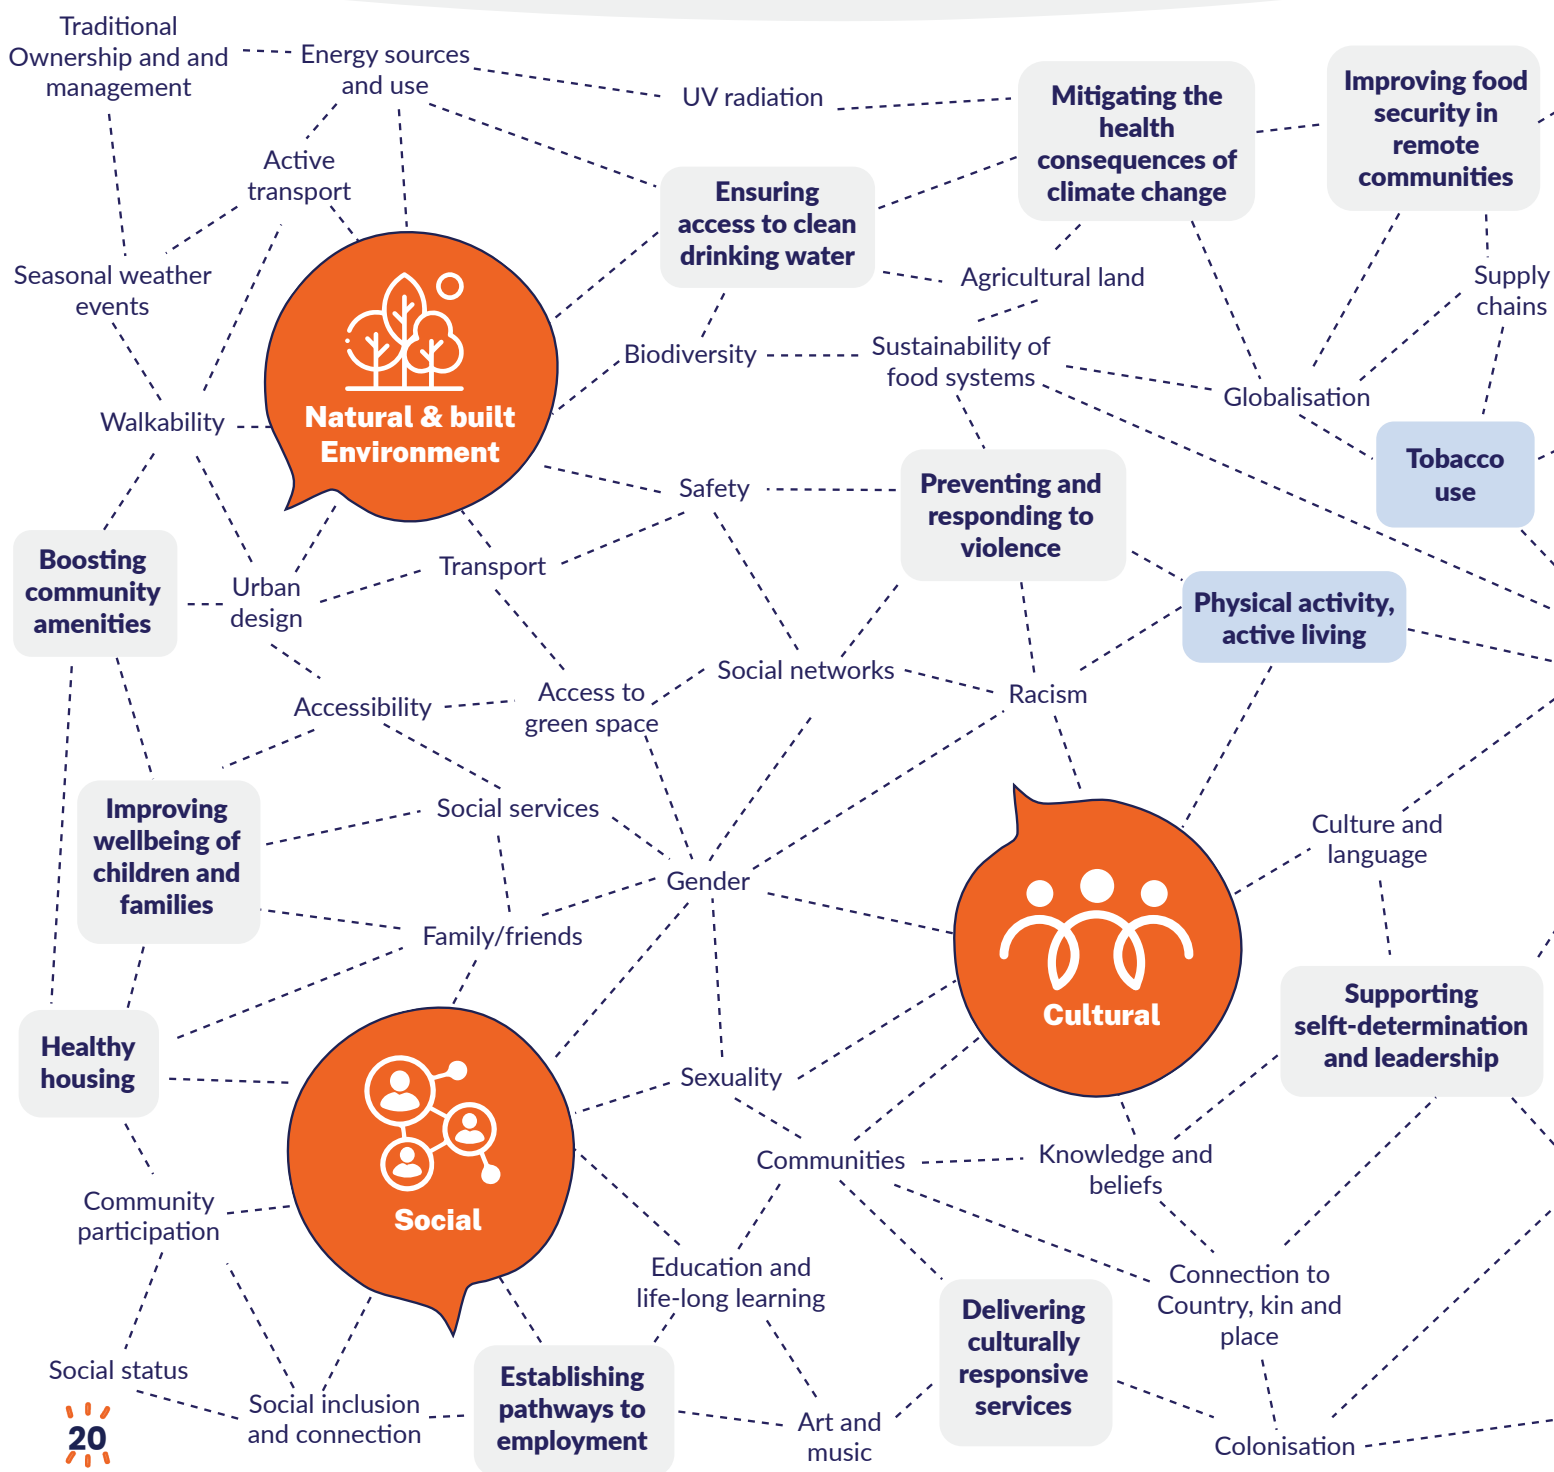 Traditional
Ownership and and
management
Energy sources
and use
UV radiation
Mitigating the
health
consequences of
climate change
Improving food
security in
remote
communities
Active
transport
Ensuring
access to clean
drinking water
Seasonal weather
events
Agricultural land
Supply
chains
Biodiversity
Sustainability of
food systems
Globalisation
Natural & built
Environment
Walkability
Tobacco
use
Safety
Preventing and
responding to
violence
Boosting
community
amenities
Urban
design
Transport
Physical activity,
active living
Social networks
Racism
Accessibility
Access to
green space
Improving
wellbeing of
children and
families
Social services
Culture and
language
Gender
Family/friends
Cultural
Supporting
selft-determination
and leadership
Healthy
housing
Sexuality
Communities
Knowledge and
beliefs
Community
participation
Social
Education and
life-long learning
Connection to
Country, kin and
place
Delivering
culturally
responsive
services
Social status
Social inclusion
and connection
Establishing
pathways to
employment
Art and
music
Colonisation
20